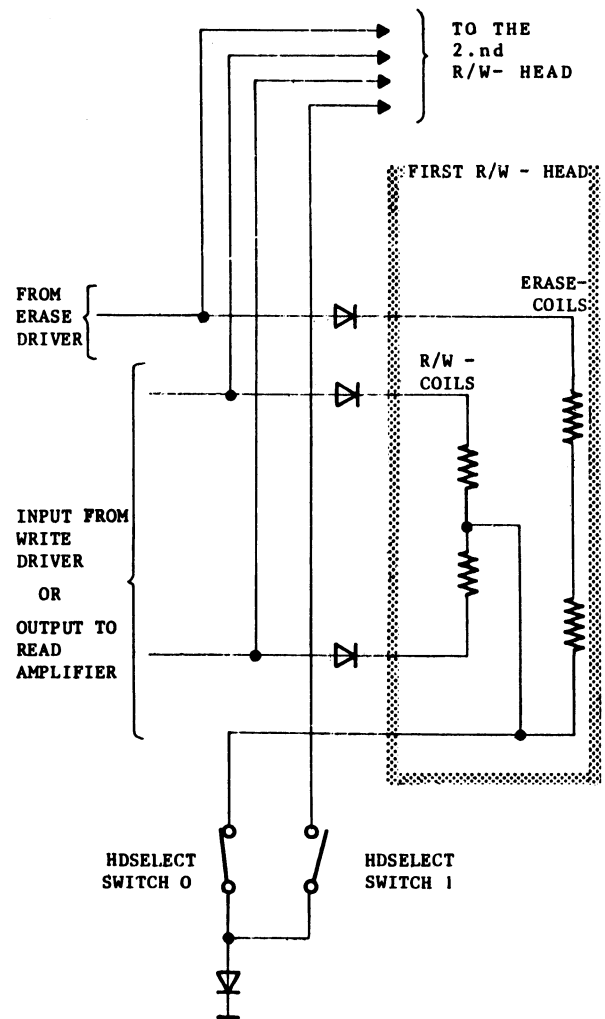 TO THE
2.nd
R/W- HEAD
FIRST R/W - HEAD
FROM
ERASE
DRIVER
ERASE-
COILS
R/W -
COILS
INPUT FROM
WRITE
DRIVER
OR
OUTPUT TO
READ
AMPLIFIER
HDSELECT
SWITCH 0
HDSELECT
SWITCH 1